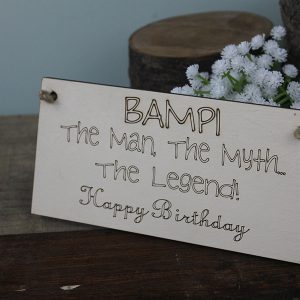 BAMPI
The Man, The Myth..
The Legend!
Happy Birthday